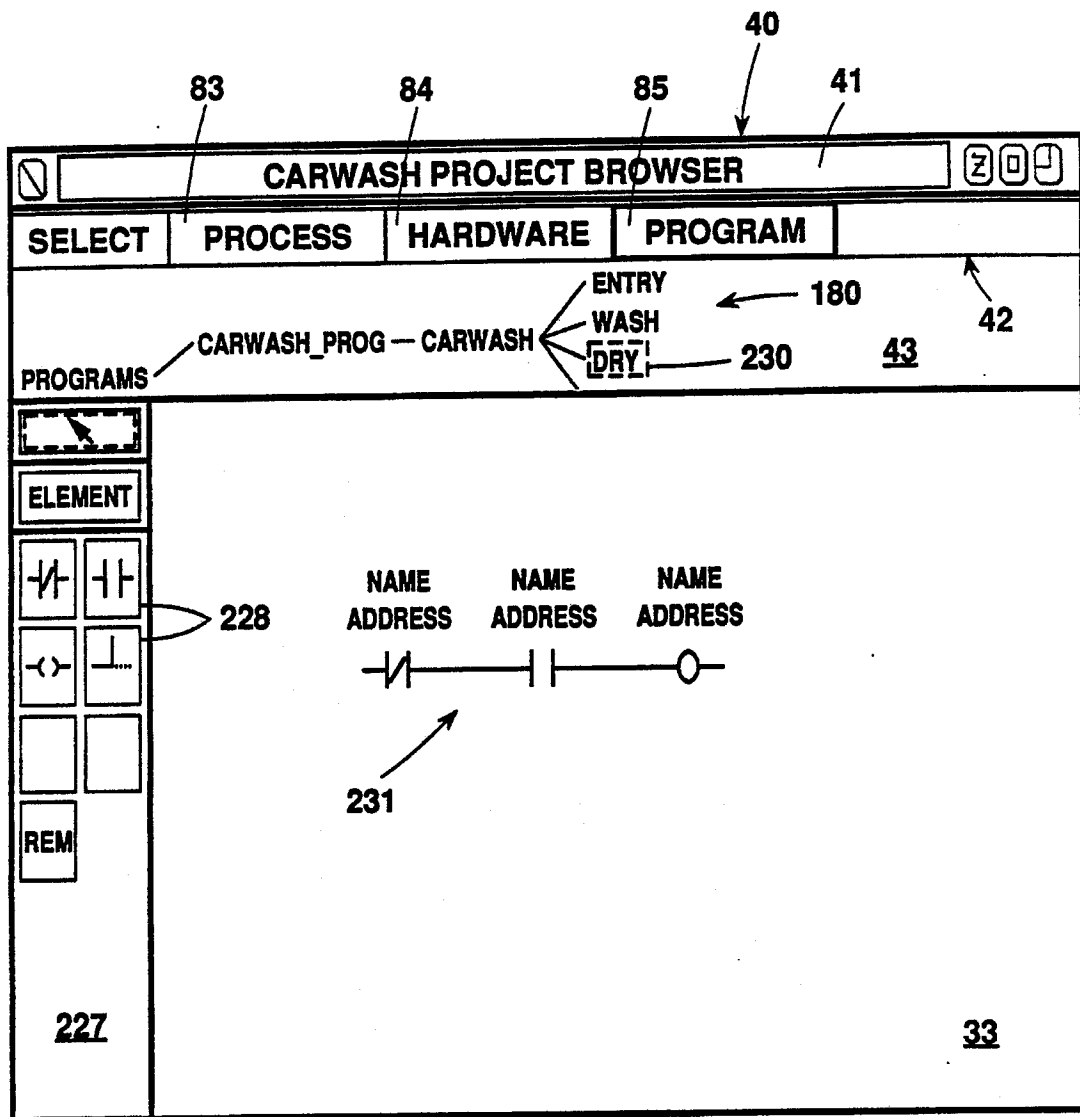 40
83 84 85 41
CARWASH PROJECT BROWSER
SELECT PROCESS HARDWARE PROGRAM
ENTRY
180
WASH
42
CARWASH_PROG CARWASH
DRY 230 43
PROGRAMS
ELEMENT
NAME NAME NAME
ADDRESS ADDRESS ADDRESS
228
231
REM
227 33